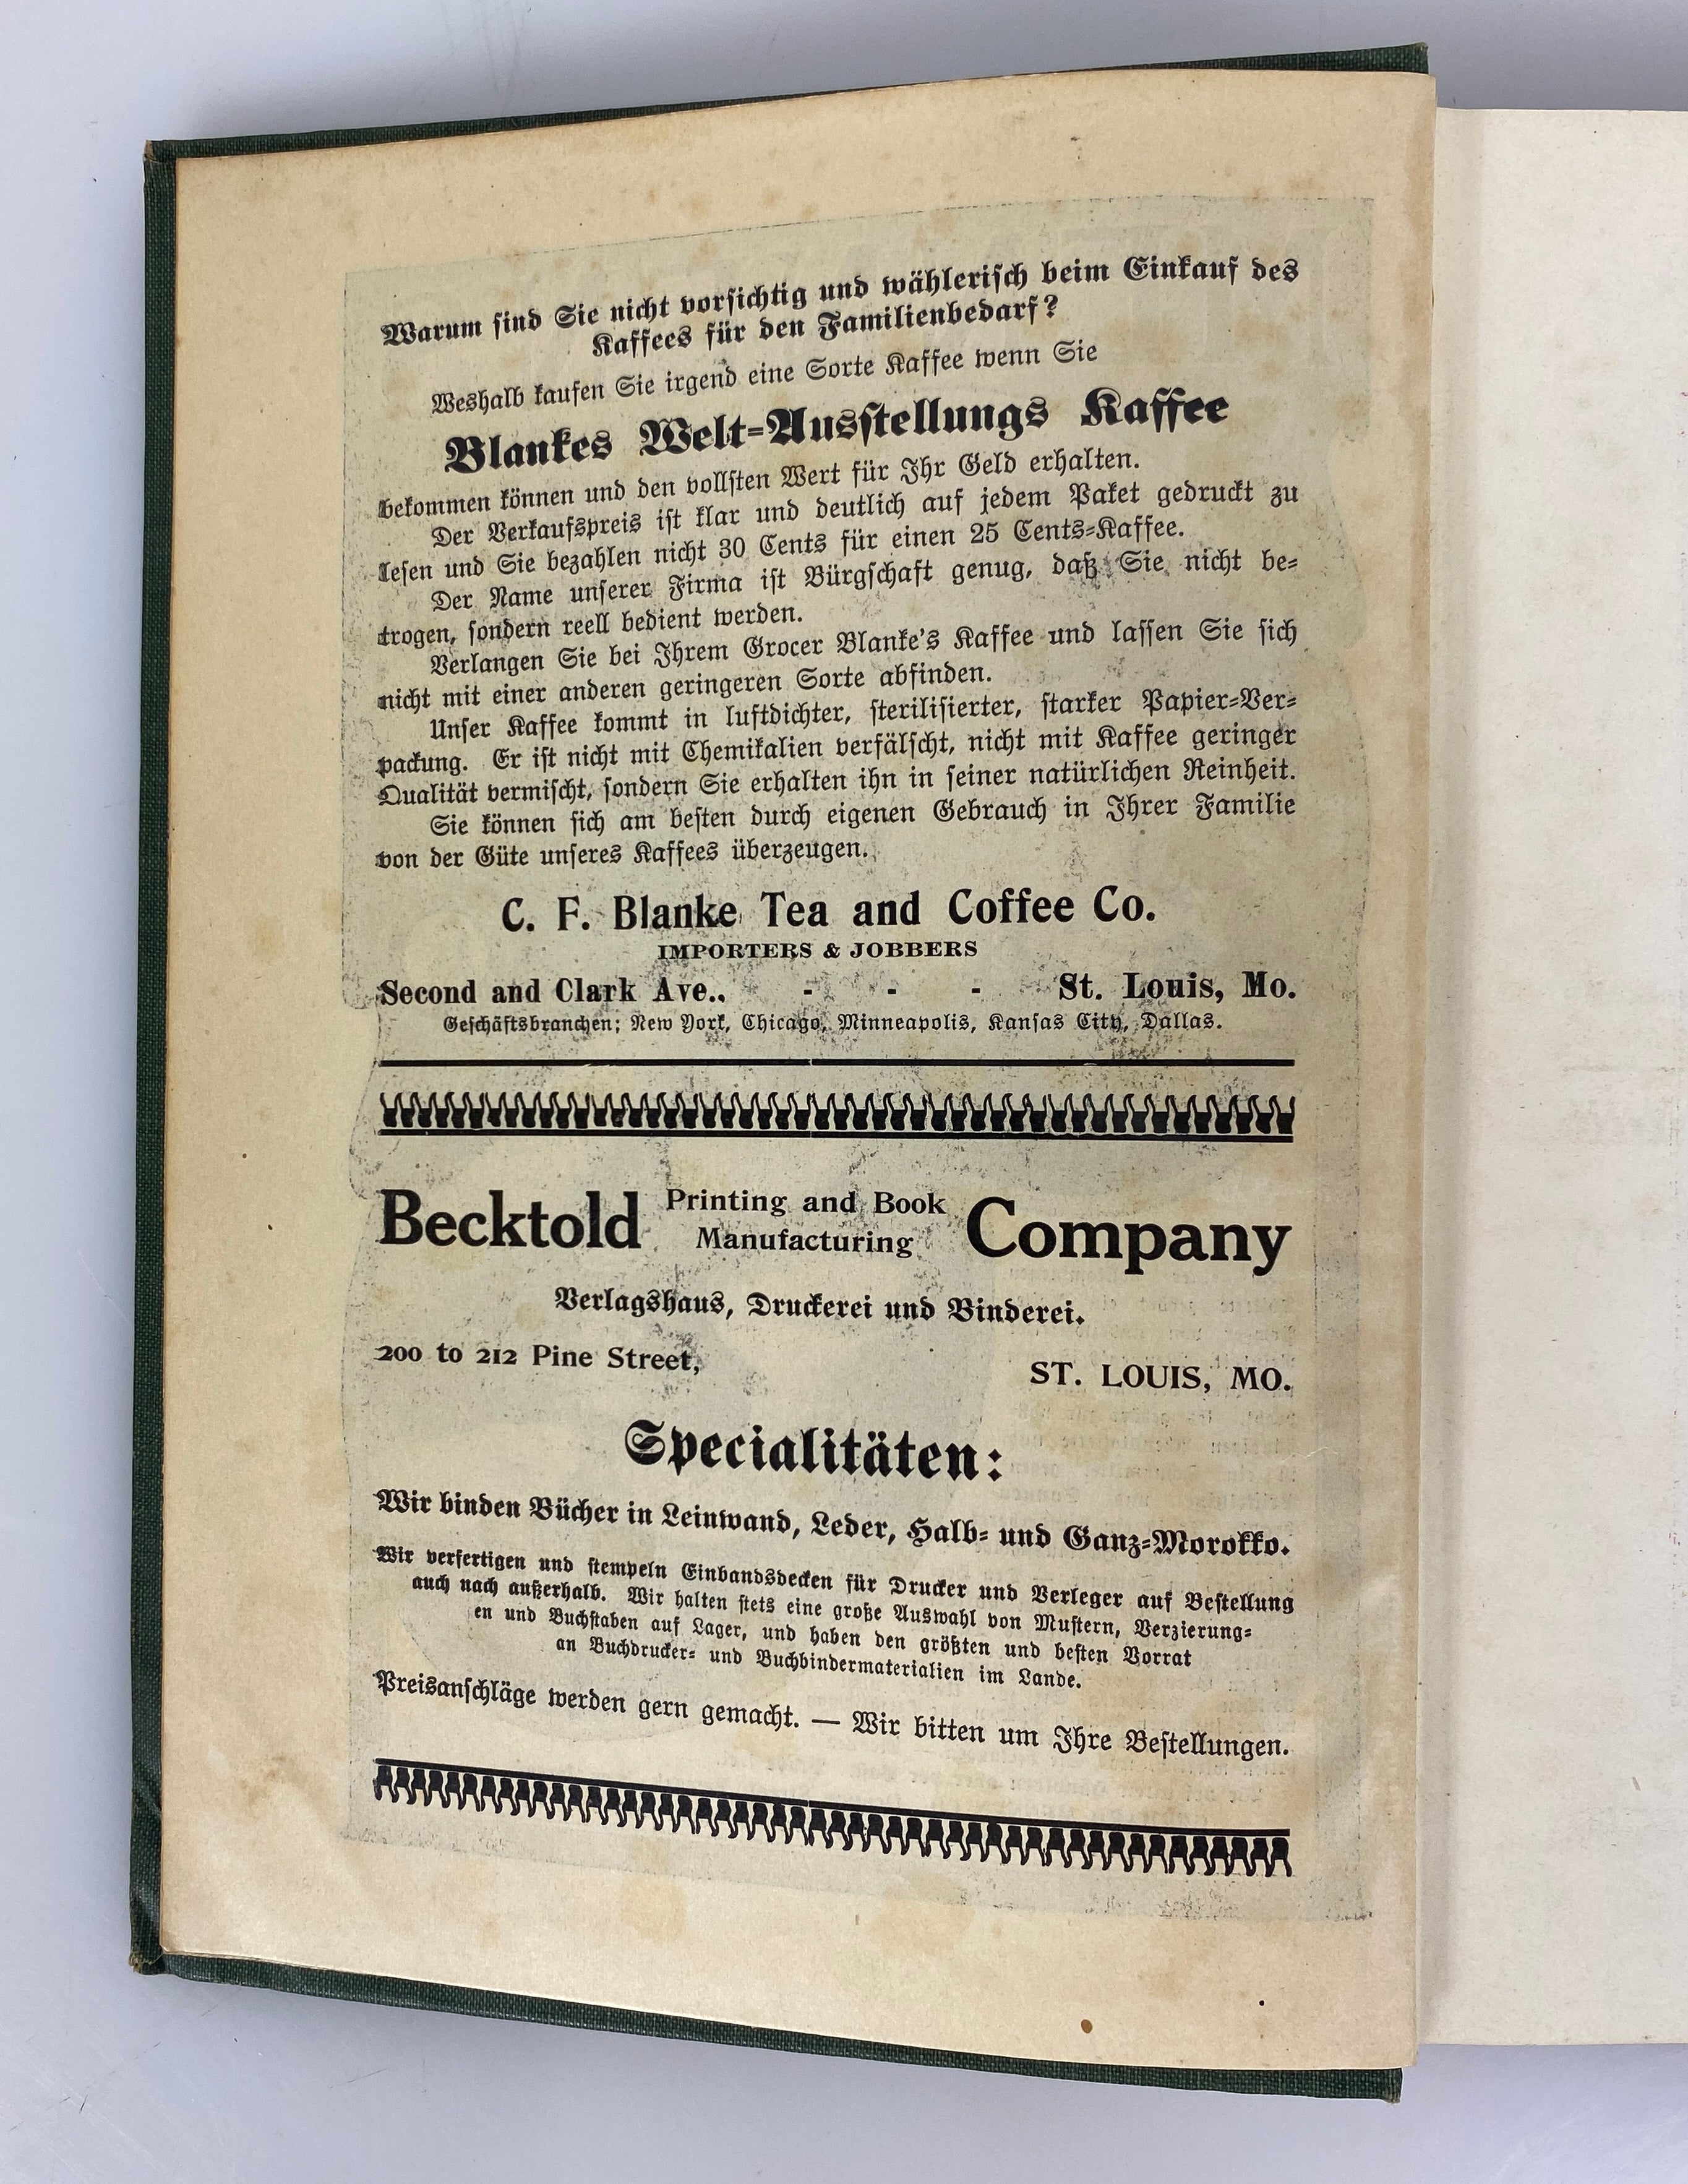 Warum sind Sie nicht vorsichtig und wählerisch beim Einkauf des
Kaffees für den Familienbedarf?
Weshalb kaufen Sie irgend eine Sorte Kaffee wenn Sie
Blankes Welt-Ausstellungs Kaffee
bekommen können und den vollsten Wert für Ihr Geld erhalten.
Der Verkaufspreis ist klar und deutlich auf jedem Paket gedruckt zu
lesen und Sie bezahlen nicht 30 Cents für einen 25 Cents-Kaffee.
Der Name unserer Firma ist Bürgschaft genug, daß Sie nicht be-
trogen, sondern reell bedient werden.
Verlangen Sie bei Ihrem Grocer Blanke's Kaffee und lassen Sie sich
nicht mit einer anderen geringeren Sorte abfinden.
Unser Kaffee kommt in luftdichter, sterilisierter, starker Papier-Ver-
packung. Er ist nicht mit Chemikalien verfälscht, nicht mit Kaffee geringer
Qualität vermischt, sondern Sie erhalten ihn in seiner natürlichen Reinheit.
Sie können sich am besten durch eigenen Gebrauch in Ihrer Familie
von der Güte unseres Kaffees überzeugen.
C. F. Blanke Tea and Coffee Co.
IMPORTERS & JOBBERS
Second and Clark Ave., - - - St. Louis, Mo.
Geschäftsbranchen; New York, Chicago, Minneapolis, Kansas City, Dallas.
Becktold Printing and Book Manufacturing Company
Verlagshaus, Druckerei und Binderei.
200 to 212 Pine Street, ST. LOUIS, MO.
Specialitäten:
Wir binden Bücher in Leinwand, Leder, Halb- und Ganz-Morokko.
Wir verfertigen und stempeln Einbandsdecken für Drucker und Verleger auf Bestellung
auch nach außerhalb. Wir halten stets eine große Auswahl von Mustern, Verzierung-
en und Buchstaben auf Lager, und haben den größten und besten Vorrat
an Buchdrucker- und Buchbindermaterialien im Lande.
Preisanschläge werden gern gemacht. — Wir bitten um Ihre Bestellungen.